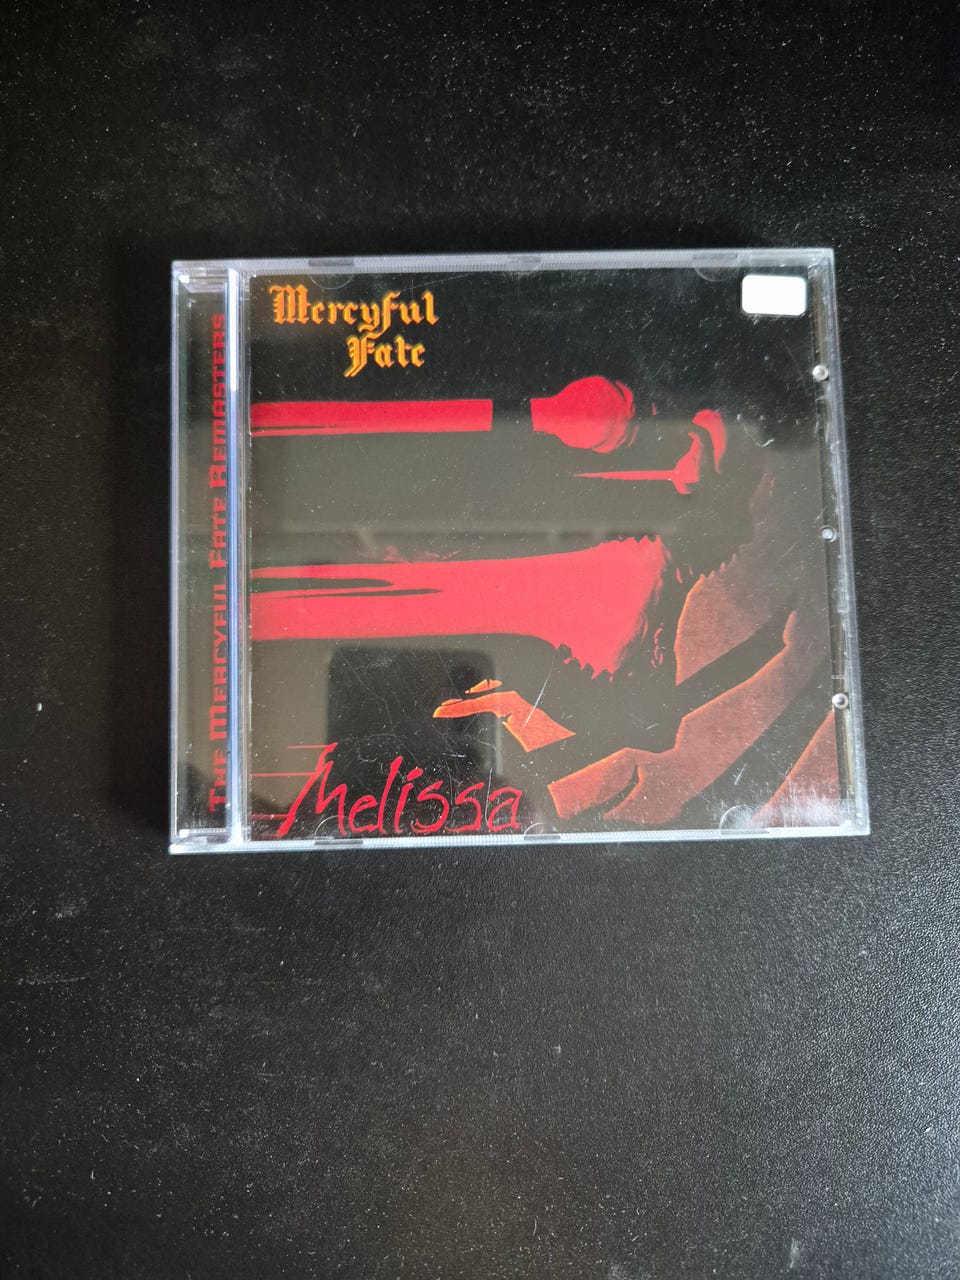 Mercyful
Fate
The Mercyful Fate Remasters
Melissa